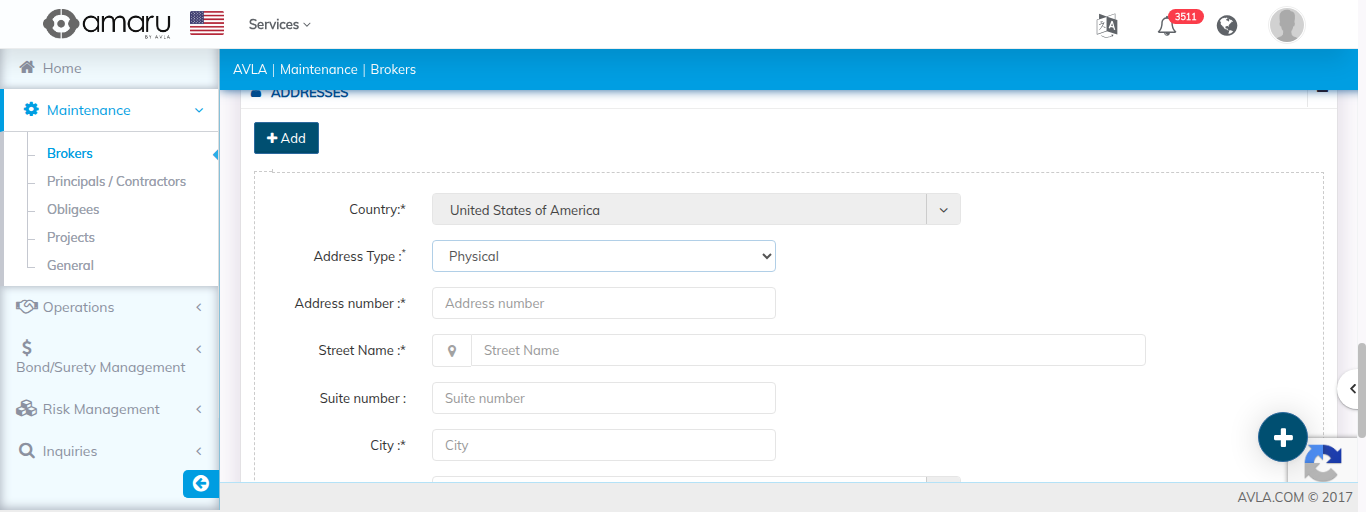 amaru
BY AVLA
Services
3511
Home
AVLA | Maintenance | Brokers
ADDRESSES
Maintenance
+ Add
Brokers
Principals / Contractors
Obligees
Projects
General
Operations
Bond/Surety Management
Risk Management
Inquiries
Country:*
United States of America
Address Type :*
Physical
Address number :*
Address number
Street Name :*
Street Name
Suite number :
Suite number
City :*
City
AVLA.COM © 2017